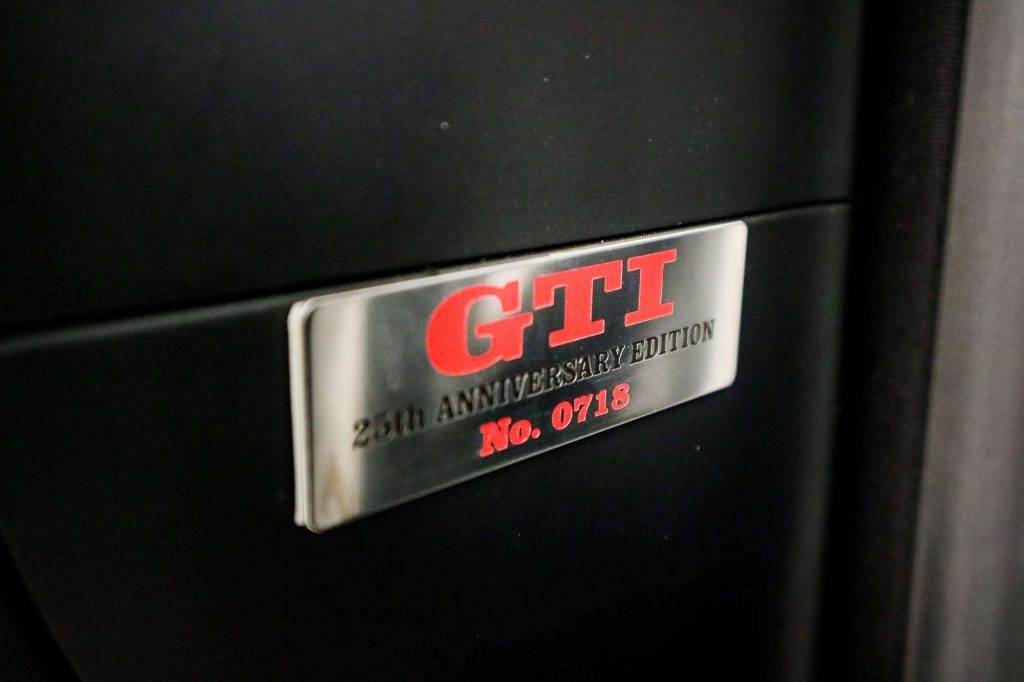 GTI
25th ANNIVERSARY EDITION
No. 0718